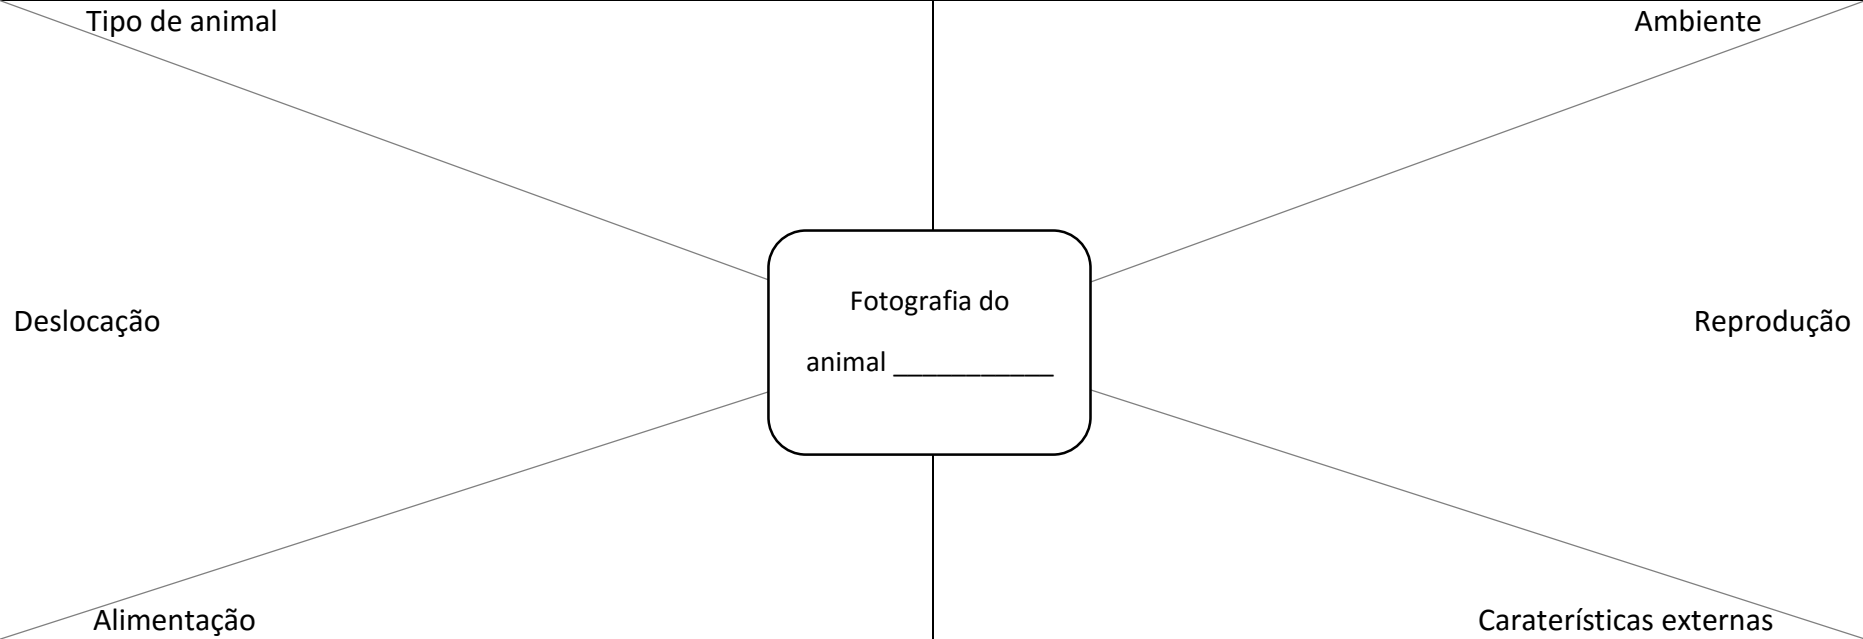 Tipo de animal
Ambiente
Fotografia do
animal ___________
Deslocação
Reprodução
Alimentação
Caraterísticas externas